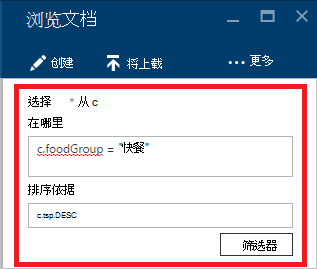 浏览文档
创建 将上载 ••• 更多
选择 * 从 c
在哪里
c.foodGroup = "快餐"
排序依据
c.tsp.DESC
筛选器